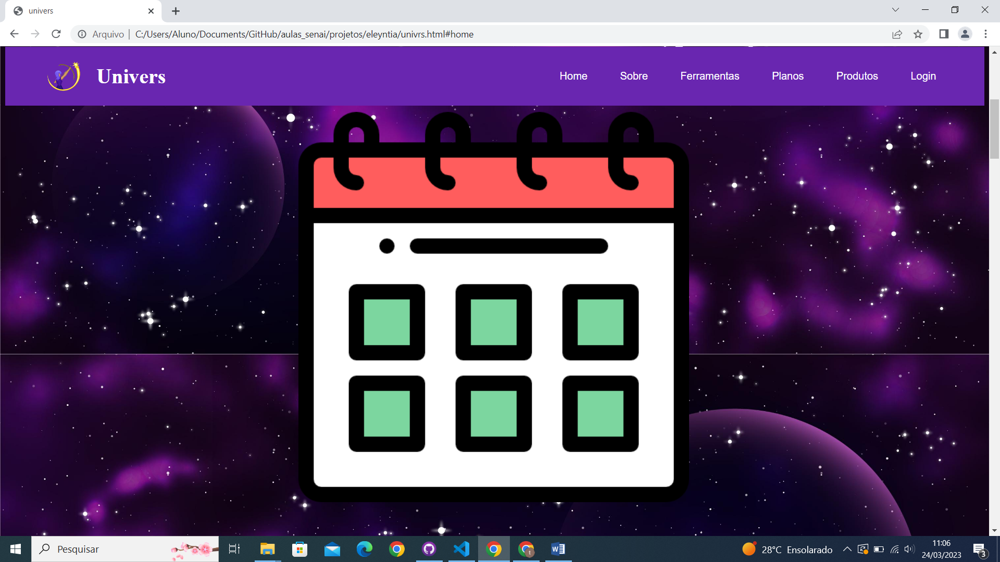 univers
Arquivo | C:/Users/Aluno/Documents/GitHub/aulas_senai/projetos/eleyntia/univrs.html#home
Univers
Home Sobre Ferramentas Planos Produtos Login
Pesquisar
28°C Ensolarado
11:06
24/03/2023
3